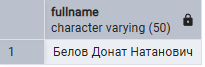 fullname
character varying (50)
1 Белов Донат Натанович